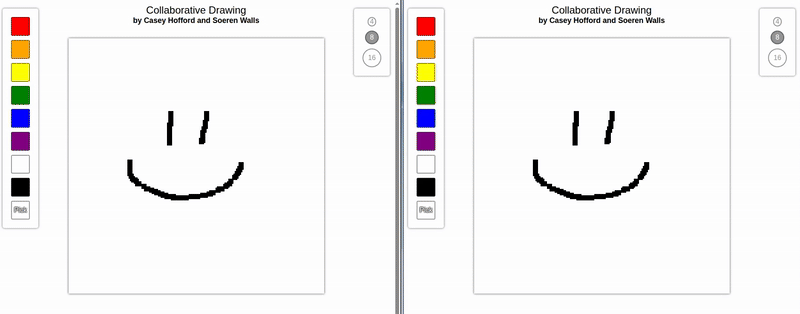 Collaborative Drawing
by Casey Hofford and Soeren Walls
4
8
16
Pick
Collaborative Drawing
by Casey Hofford and Soeren Walls
4
8
16
Pick